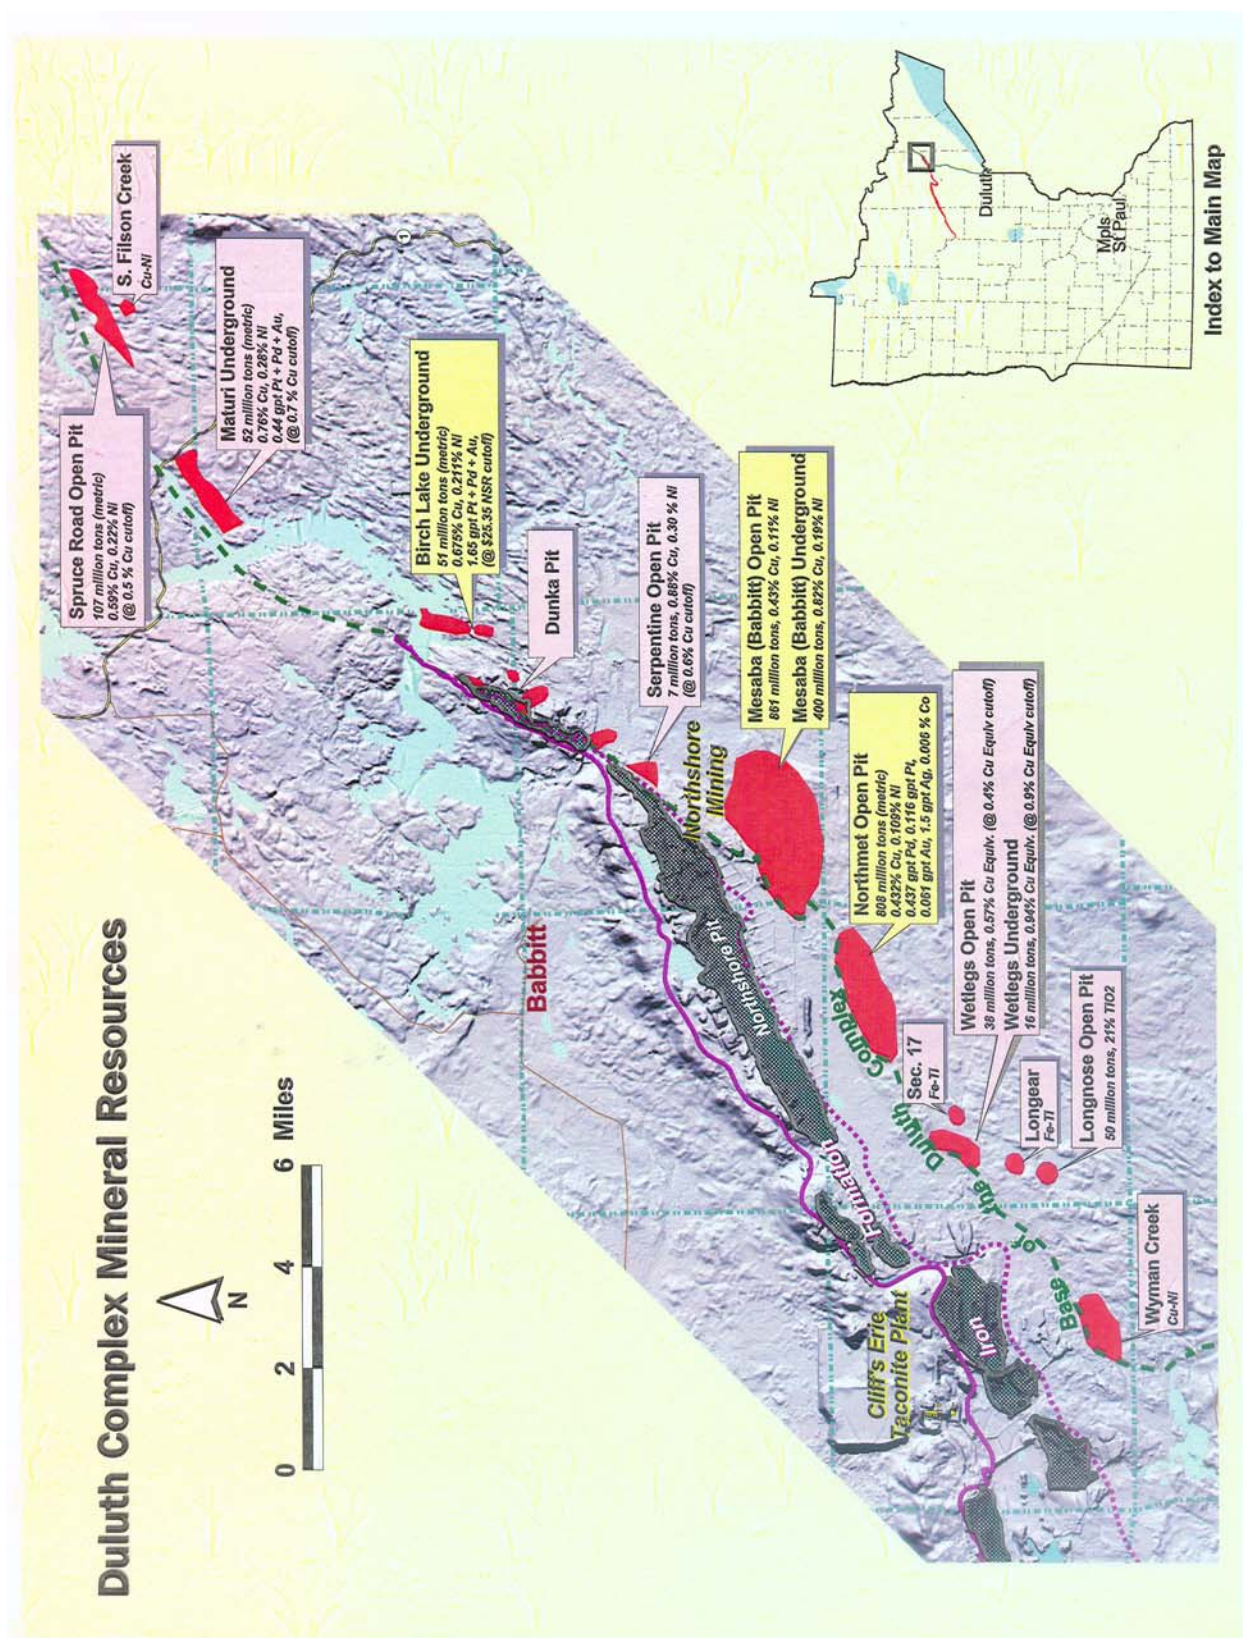 Duluth Complex Mineral Resources
N
0 2 4 6 Miles
Spruce Road Open Pit
107 million tons (metric)
0.59% Cu, 0.22% Ni
(@ 0.5 % Cu cutoff)
S. Filson Creek
Cu-Ni
Maturi Underground
52 million tons (metric)
0.76% Cu, 0.28% Ni
0.44 gpt Pt + Pd + Au,
(@ 0.7 % Cu cutoff)
1
Birch Lake Underground
51 million tons (metric)
0.675% Cu, 0.211% Ni
1.65 gpt Pt + Pd + Au,
(@ $25.35 NSR cutoff)
Dunka Pit
Serpentine Open Pit
7 million tons, 0.88% Cu, 0.30 % Ni
(@ 0.6% Cu cutoff)
Northshore
Mining
Mesaba (Babbitt) Open Pit
861 million tons, 0.43% Cu, 0.11% Ni
Mesaba (Babbitt) Underground
400 million tons, 0.82% Cu, 0.19% Ni
Babbitt
Northshore Pit
Northmet Open Pit
808 million tons (metric)
0.432% Cu, 0.109% Ni
0.437 gpt Pd, 0.116 gpt Pt,
0.061 gpt Au, 1.5 gpt Ag, 0.006 % Co
Wetlegs Open Pit
38 million tons, 0.57% Cu Equiv. (@ 0.4% Cu Equiv cutoff)
Wetlegs Underground
16 million tons, 0.94% Cu Equiv. (@ 0.9% Cu Equiv cutoff)
Sec. 17
Fe-Ti
Longear
Fe-Ti
Longnose Open Pit
50 million tons, 21% TIO2
Wyman Creek
Cu-Ni
Base of the Duluth Complex
Iron Formation
Cliff's Erie
Taconite Plant
Duluth
Mpls
St Paul
Index to Main Map